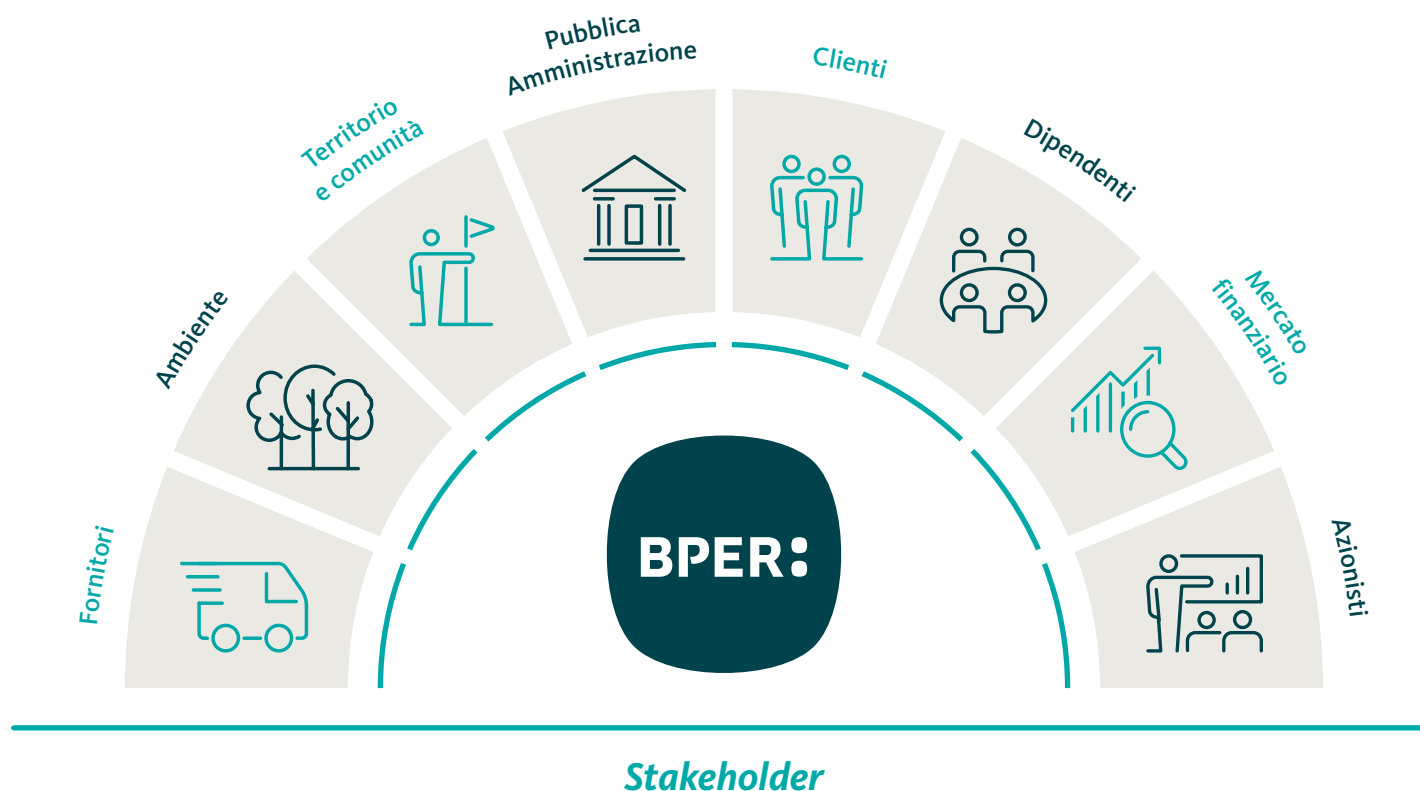 Pubblica
Amministrazione
Clienti
Territorio
e comunità
Dipendenti
Ambiente
Mercato
finanziario
Fornitori
Azionisti
BPER:
Stakeholder